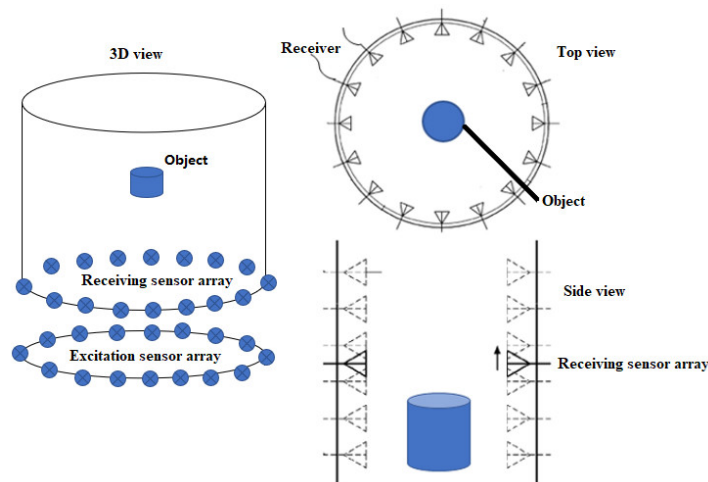 3D view
Object
Receiving sensor array
Excitation sensor array
Receiver
Top view
Object
Side view
Receiving sensor array